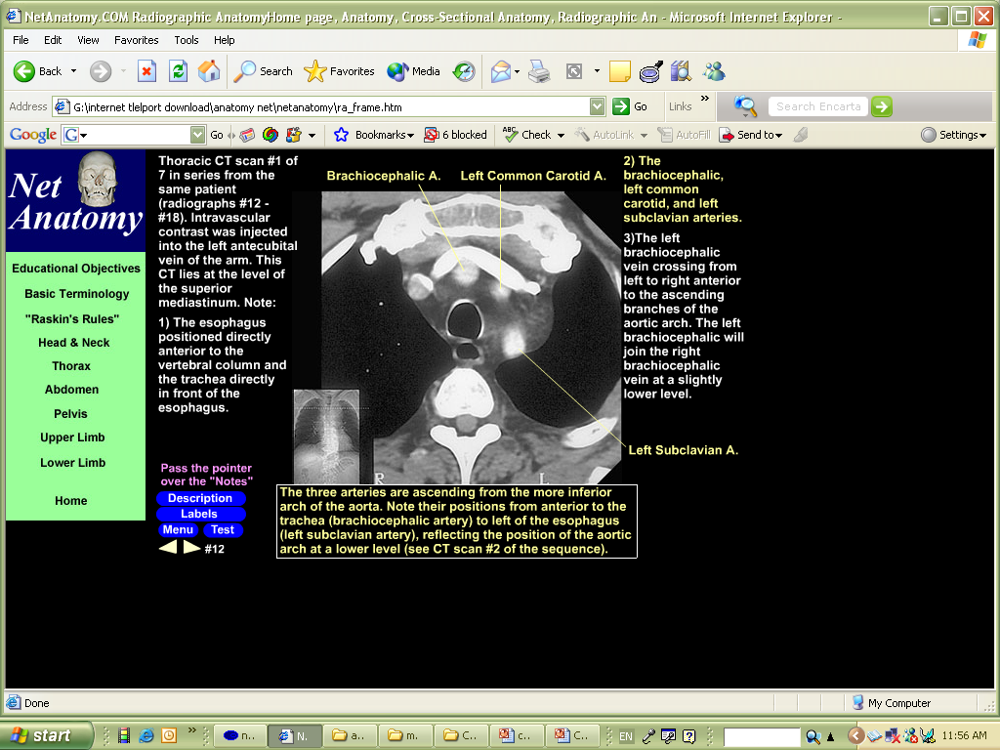 NetAnatomy.COM Radiographic AnatomyHome page, Anatomy, Cross-Sectional Anatomy, Radiographic An - Microsoft Internet Explorer -
File Edit View Favorites Tools Help
Back Search Favorites Media
Address G:\internet tlelport download\anatomy net\netanatomy\ra_frame.htm Go Links » Search Encarta
Google G Go Bookmarks 6 blocked ABC Check AutoLink AutoFill Send to Settings
Net
Anatomy
Educational Objectives
Basic Terminology
"Raskin's Rules"
Head & Neck
Thorax
Abdomen
Pelvis
Upper Limb
Lower Limb
Home
Thoracic CT scan #1 of
7 in series from the
same patient
(radiographs #12 -
#18). Intravascular
contrast was injected
into the left antecubital
vein of the arm. This
CT lies at the level of
the superior
mediastinum. Note:
1) The esophagus
positioned directly
anterior to the
vertebral column and
the trachea directly
in front of the
esophagus.
Pass the pointer
over the "Notes"
Description
Labels
Menu Test
#12
Brachiocephalic A. Left Common Carotid A.
Left Subclavian A.
R L
The three arteries are ascending from the more inferior
arch of the aorta. Note their positions from anterior to the
trachea (brachiocephalic artery) to left of the esophagus
(left subclavian artery), reflecting the position of the aortic
arch at a lower level (see CT scan #2 of the sequence).
2) The
brachiocephalic,
left common
carotid, and left
subclavian arteries.
3)The left
brachiocephalic
vein crossing from
left to right anterior
to the ascending
branches of the
aortic arch. The left
brachiocephalic will
join the right
brachiocephalic
vein at a slightly
lower level.
Done My Computer
start » n... N. a... m. C... c... C... EN 11:56 AM